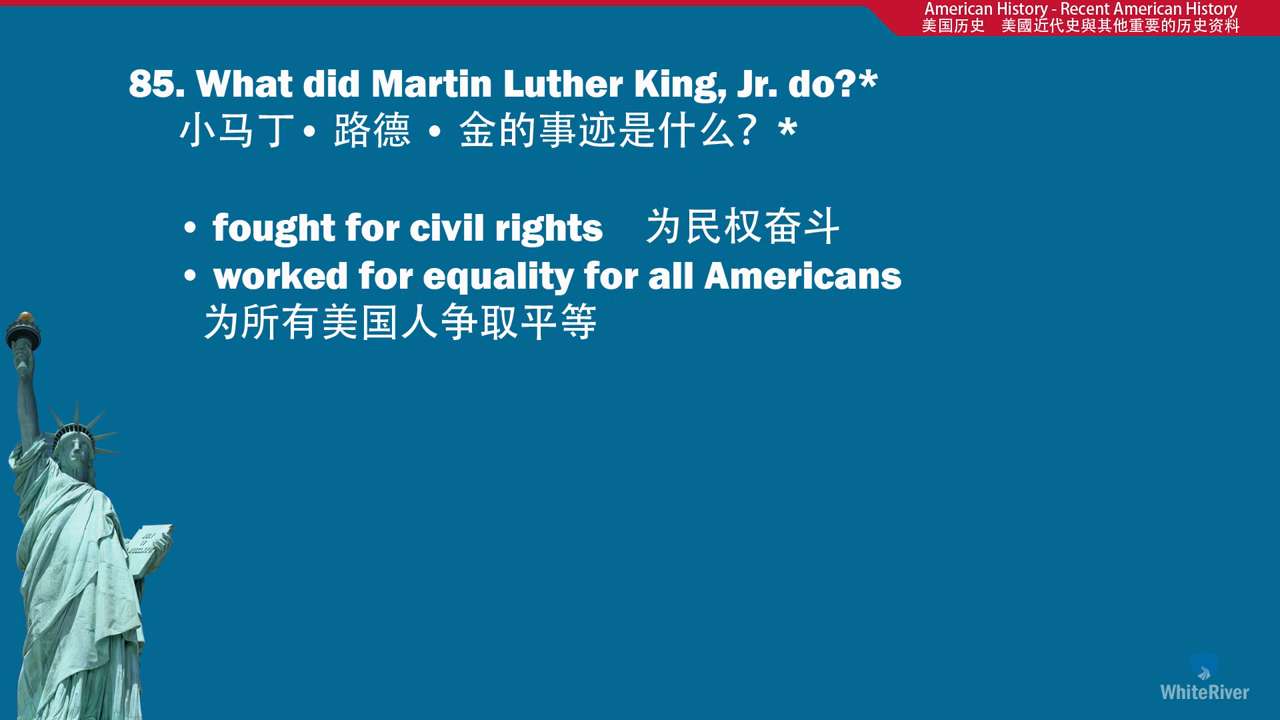 American History - Recent American History
美国历史 美國近代史與其他重要的历史资料
85. What did Martin Luther King, Jr. do?*
小马丁• 路德 • 金的事迹是什么？*
• fought for civil rights 为民权奋斗
• worked for equality for all Americans
为所有美国人争取平等
WhiteRiver